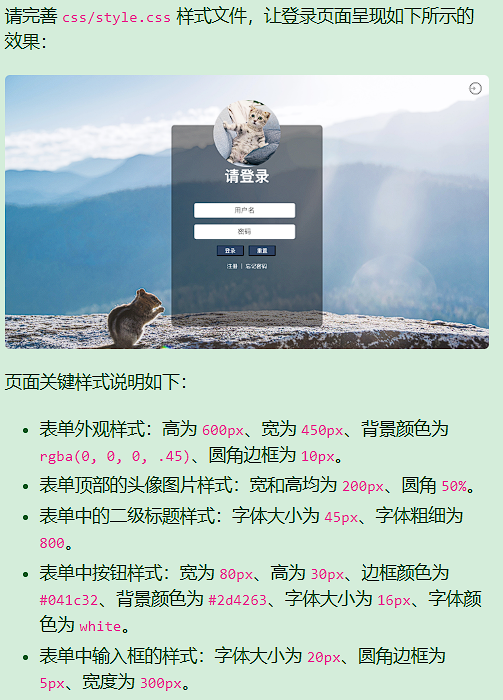 请完善 css/style.css 样式文件，让登录页面呈现如下所示的
效果：
请登录
用户名
密码
登录 重置
注册 | 忘记密码
页面关键样式说明如下：
• 表单外观样式：高为 600px、宽为 450px、背景颜色为
rgba(0, 0, 0, .45)、圆角边框为 10px。
• 表单顶部的头像图片样式：宽和高均为 200px、圆角 50%。
• 表单中的二级标题样式：字体大小为 45px、字体粗细为
800。
• 表单中按钮样式：宽为 80px、高为 30px、边框颜色为
#041c32、背景颜色为 #2d4263、字体大小为 16px、字体颜
色为 white。
• 表单中输入框的样式：字体大小为 20px、圆角边框为
5px、宽度为 300px。